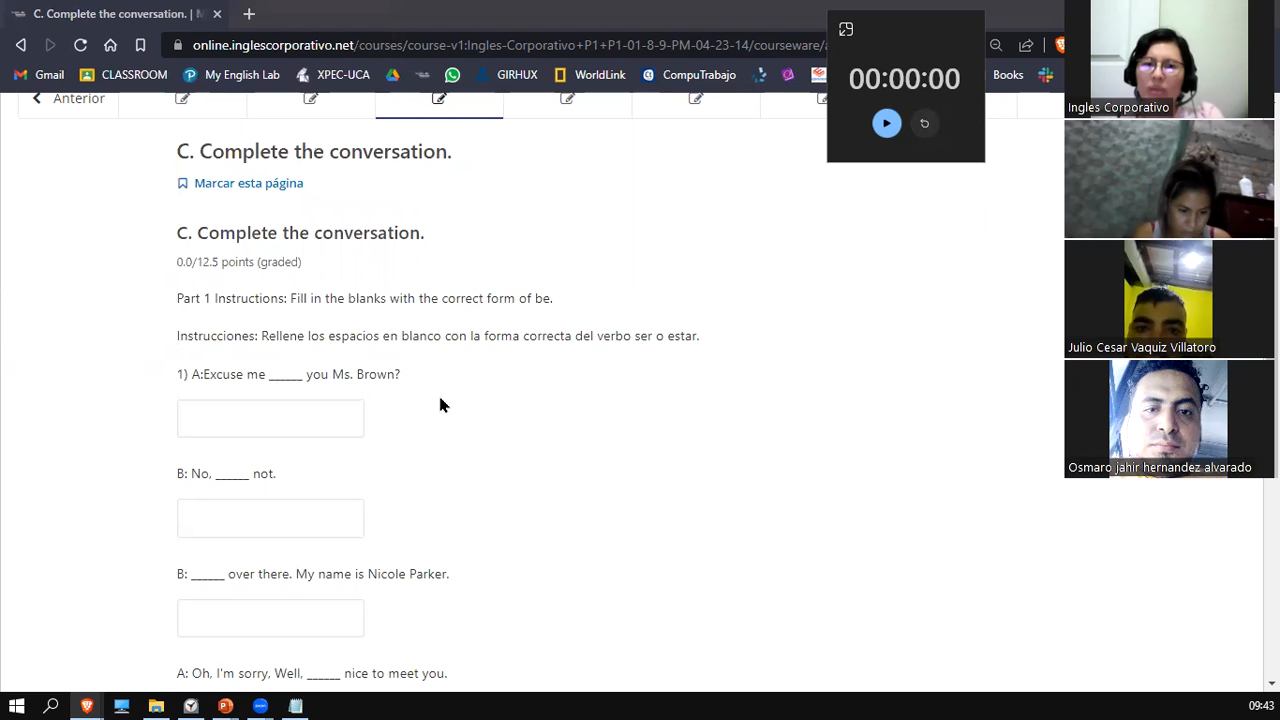 C. Complete the conversation. |
online.inglescorporativo.net/courses/course-v1:Ingles-Corporativo+P1+P1-01-8-9-PM-04-23-14/courseware/
Gmail CLASSROOM My English Lab XPEC-UCA GIRHUX WorldLink CompuTrabajo Books
00:00:00
Anterior
Ingles Corporativo
C. Complete the conversation.
Marcar esta página
C. Complete the conversation.
0.0/12.5 points (graded)
Part 1 Instructions: Fill in the blanks with the correct form of be.
Instrucciones: Rellene los espacios en blanco con la forma correcta del verbo ser o estar.
Julio Cesar Vaquiz Villatoro
1) A:Excuse me ______ you Ms. Brown?
B: No, ______ not.
Osmaro jahir hernandez alvarado
B: ______ over there. My name is Nicole Parker.
A: Oh, I'm sorry, Well, ______ nice to meet you.
09:43